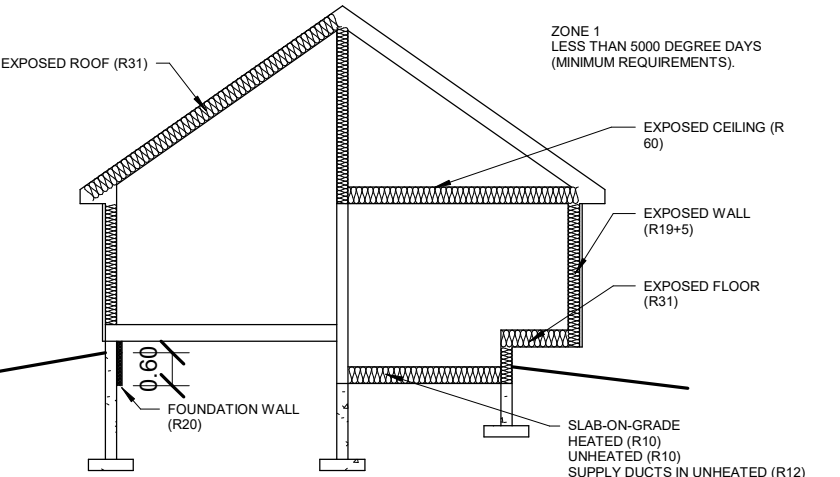 ZONE 1
LESS THAN 5000 DEGREE DAYS
(MINIMUM REQUIREMENTS).
EXPOSED ROOF (R31)
EXPOSED CEILING (R
60)
EXPOSED WALL
(R19+5)
EXPOSED FLOOR
(R31)
0.60
FOUNDATION WALL
(R20)
SLAB-ON-GRADE
HEATED (R10)
UNHEATED (R10)
SUPPLY DUCTS IN UNHEATED (R12)